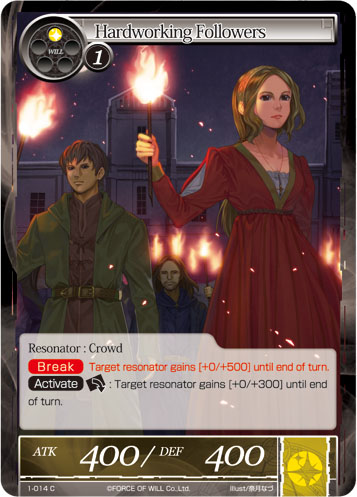 Hardworking Followers
WILL
1
Resonator : Crowd
Break Target resonator gains [+0/+500] until end of turn.
Activate : Target resonator gains [+0/+300] until end
of turn.
ATK 400 / DEF 400
I-014 C ©FORCE OF WILL Co.,Ltd. illust/